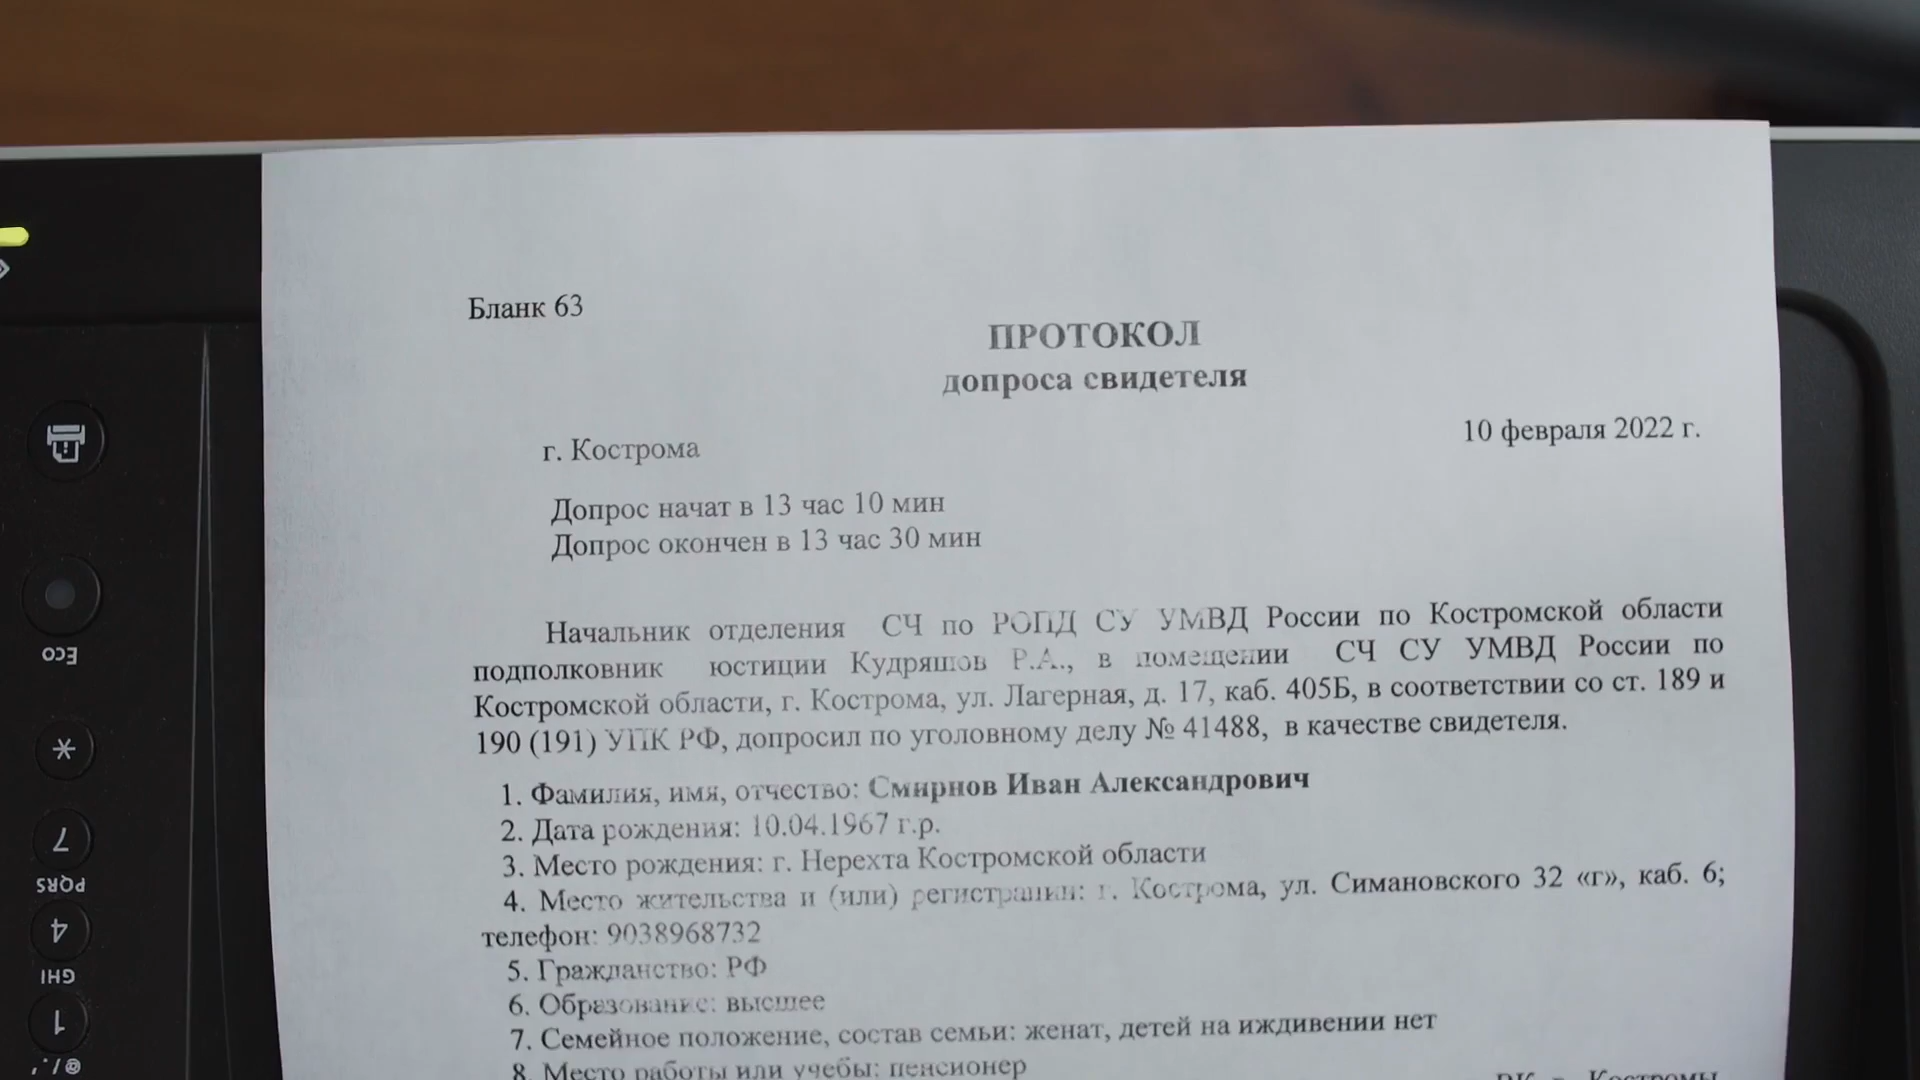 Бланк 63
ПРОТОКОЛ
допроса свидетеля
г. Кострома
10 февраля 2022 г.
Допрос начат в 13 час 10 мин
Допрос окончен в 13 час 30 мин
Начальник отделения СЧ по РОПД СУ УМВД России по Костромской области
подполковник юстиции Кудряшов Р.А., в помещении СЧ СУ УМВД России по
Костромской области, г. Кострома, ул. Лагерная, д. 17, каб. 405Б, в соответствии со ст. 189 и
190 (191) УПК РФ, допросил по уголовному делу № 41488, в качестве свидетеля.
1. Фамилия, имя, отчество: Смирнов Иван Александрович
2. Дата рождения: 10.04.1967 г.р.
3. Место рождения: г. Нерехта Костромской области
4. Место жительства и (или) регистрации: г. Кострома, ул. Симановского 32 «г», каб. 6;
телефон: 9038968732
5. Гражданство: РФ
6. Образование: высшее
7. Семейное положение, состав семьи: женат, детей на иждивении нет
8. Место работы или учебы: пенсионер
РК г. Костромы
Eco
*
7
PQRS
4
GHI
1
@/.'